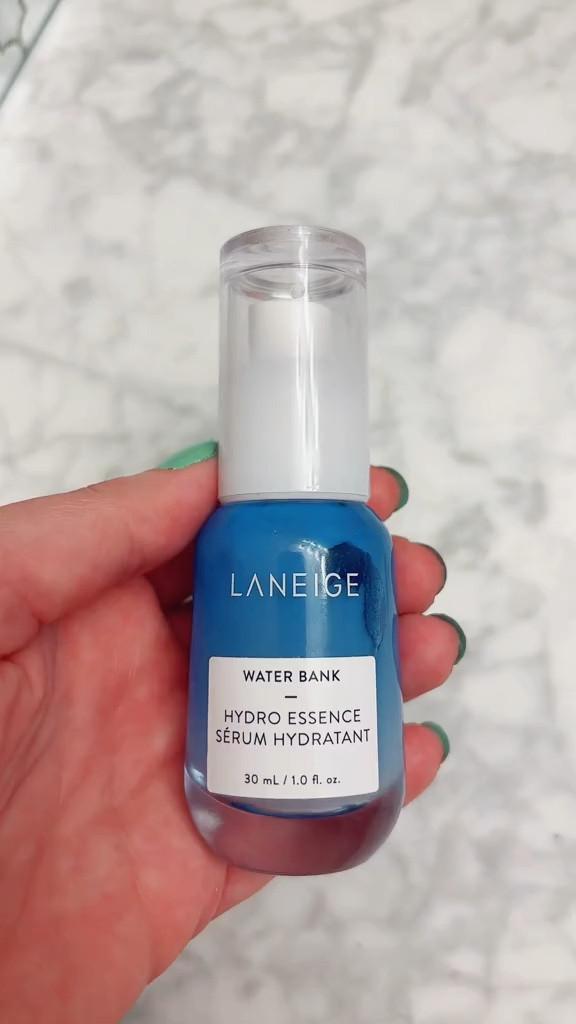 LANEIGE
WATER BANK
—
HYDRO ESSENCE
SÉRUM HYDRATANT
30 mL / 1.0 fl. oz.